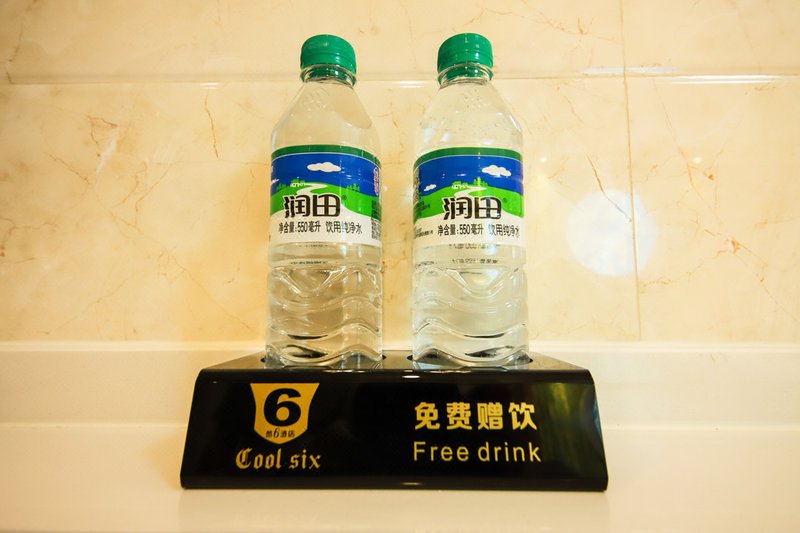 润田®
净含量:550毫升 饮用纯净水
润田®
净含量:550毫升 饮用纯净水
6
酷6酒店
Cool six
免费赠饮
Free drink